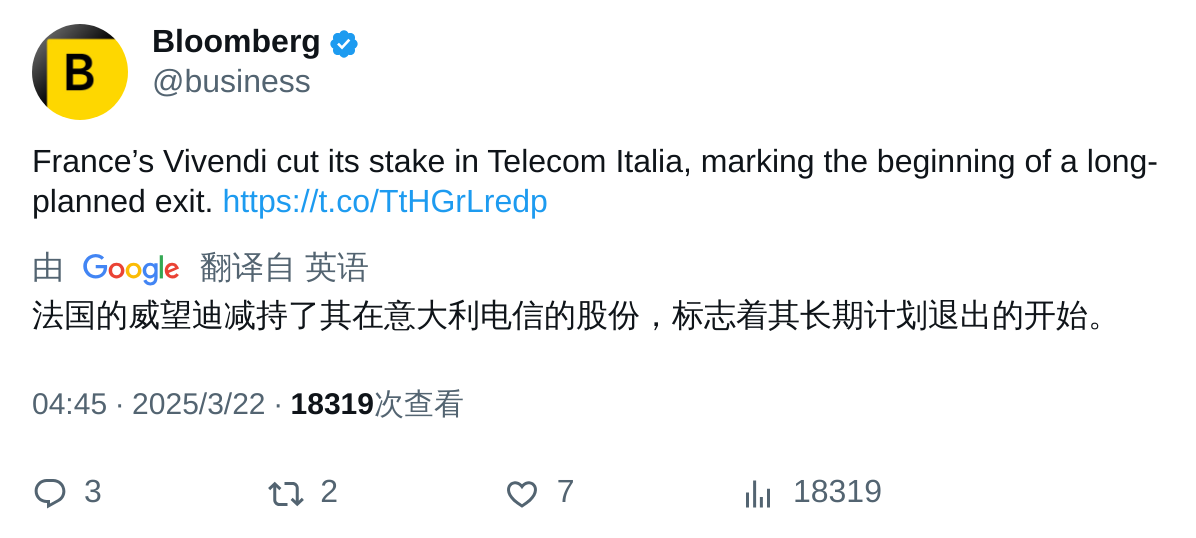 B
Bloomberg
@business
France’s Vivendi cut its stake in Telecom Italia, marking the beginning of a long-
planned exit. https://t.co/TtHGrLredp
由 Google 翻译自 英语
法国的威望迪减持了其在意大利电信的股份，标志着其长期计划退出的开始。
04:45 · 2025/3/22 · 18319次查看
3 2 7 18319